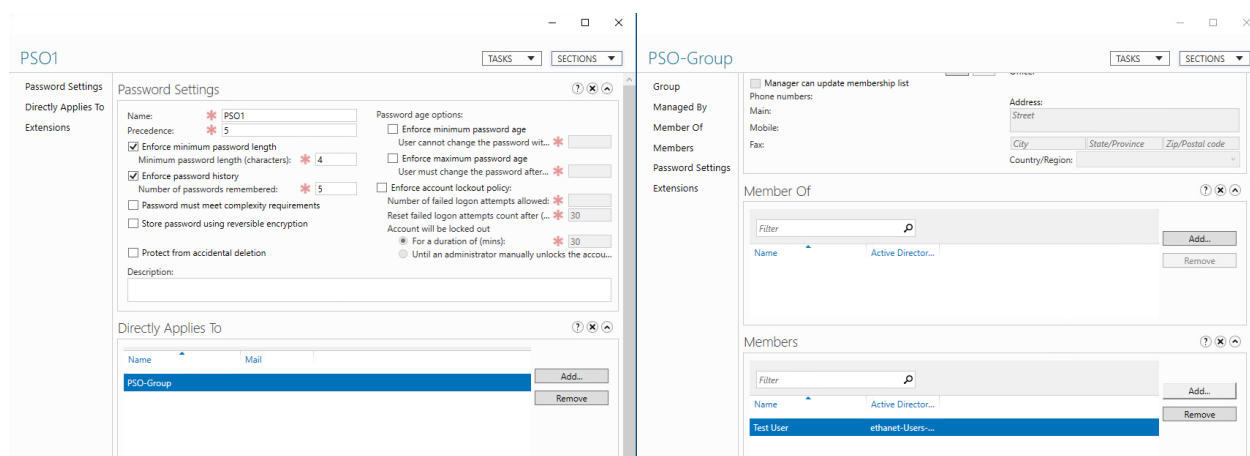 PSO1
TASKS
SECTIONS
Password Settings
Directly Applies To
Extensions
Password Settings
Name: * PSO1
Precedence: * 5
Enforce minimum password length
Minimum password length (characters): * 4
Enforce password history
Number of passwords remembered: * 5
Password must meet complexity requirements
Store password using reversible encryption
Protect from accidental deletion
Password age options:
Enforce minimum password age
User cannot change the password wit... *
Enforce maximum password age
User must change the password after... *
Enforce account lockout policy:
Number of failed logon attempts allowed: *
Reset failed logon attempts count after (... * 30
Account will be locked out
For a duration of (mins): * 30
Until an administrator manually unlocks the accou...
Description:
Directly Applies To
Name Mail
PSO-Group
Add...
Remove
PSO-Group
TASKS
SECTIONS
Group
Managed By
Member Of
Members
Password Settings
Extensions
Manager can update membership list
Phone numbers:
Main:
Mobile:
Fax:
Address:
Street
City State/Province Zip/Postal code
Country/Region:
Member Of
Filter
Name Active Director...
Add...
Remove
Members
Filter
Name Active Director...
Test User ethanet-Users-...
Add...
Remove